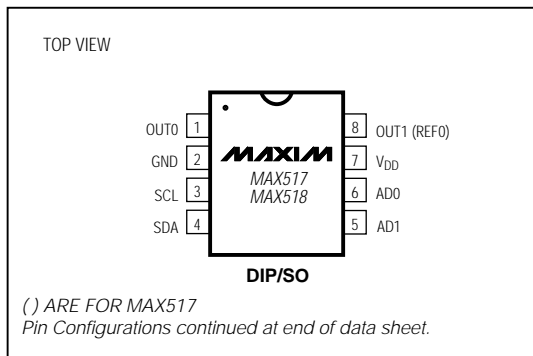 TOP VIEW
OUT0 1
GND 2
SCL 3
SDA 4
MAXIM
MAX517
MAX518
8 OUT1 (REF0)
7 VDD
6 AD0
5 AD1
DIP/SO
( ) ARE FOR MAX517
Pin Configurations continued at end of data sheet.